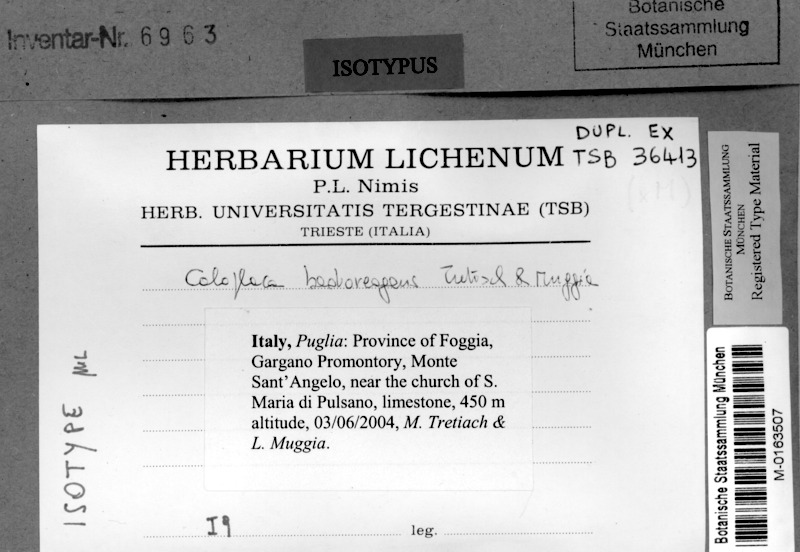 Inventar-Nr. 6963
ISOTYPUS
Botanische
Staatssammlung
München
DUPL. EX
TSB 36413
HERBARIUM LICHENUM
P.L. Nimis
HERB. UNIVERSITATIS TERGESTINAE (TSB)
TRIESTE (ITALIA)
Tretiach & Muggia
Italy, Puglia: Province of Foggia,
Gargano Promontory, Monte
Sant'Angelo, near the church of S.
Maria di Pulsano, limestone, 450 m
altitude, 03/06/2004, M. Tretiach &
L. Muggia.
ISOTYPE
leg.
BOTANISCHE STAATSSAMMLUNG
MÜNCHEN
Registered Type Material
Botanische Staatssammlung München
M-0163507